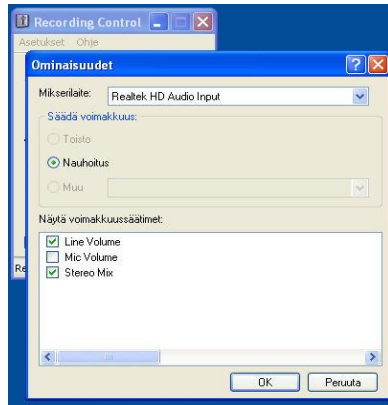 Recording Control
Asetukset Ohje
Ominaisuudet
Mikserilaite: Realtek HD Audio Input
Säädä voimakkuus:
Toisto
Nauhoitus
Muu
Näytä voimakkuussäätimet:
Line Volume
Mic Volume
Stereo Mix
Re
OK Peruuta